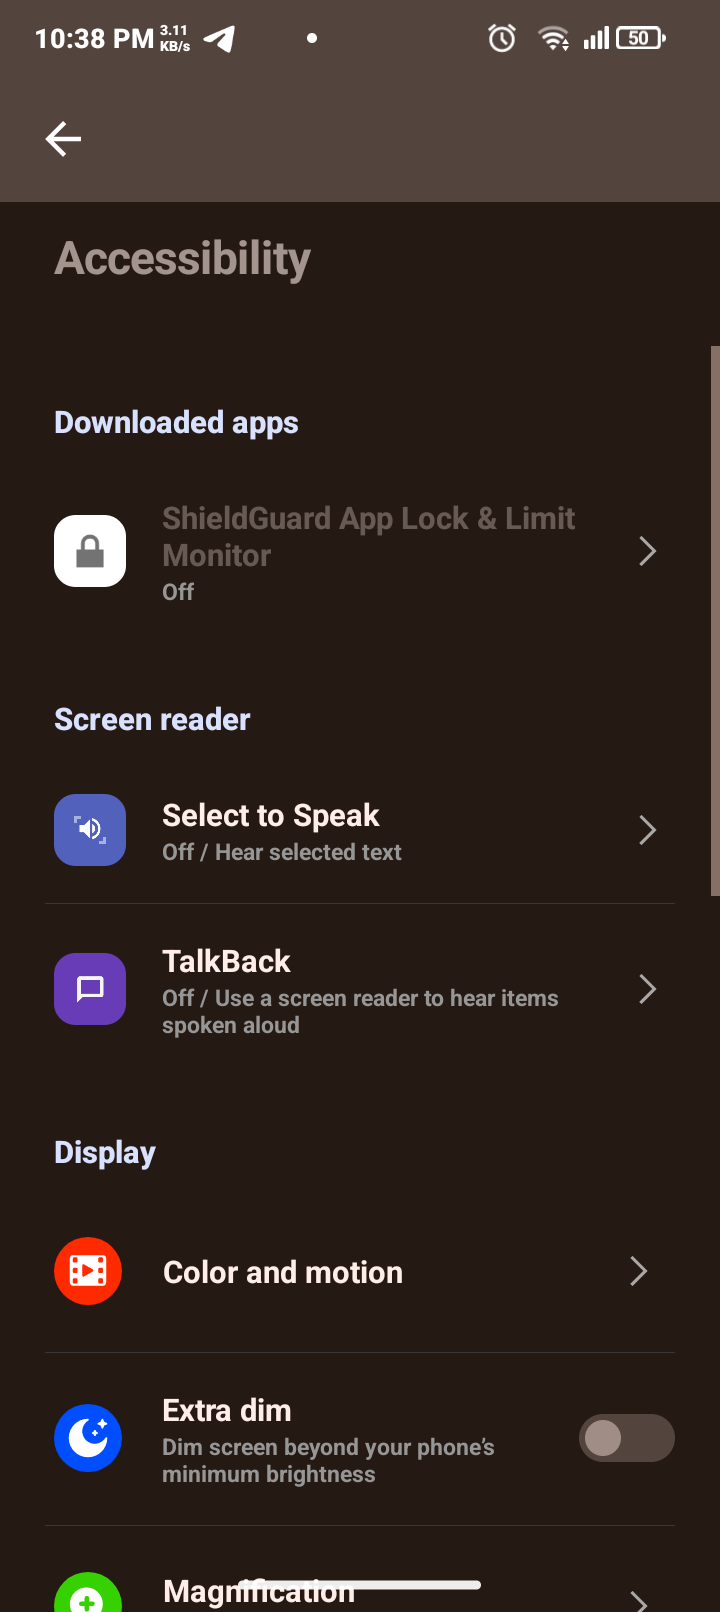 10:38 PM 3.11 KB/s 50
Accessibility
Downloaded apps
ShieldGuard App Lock & Limit
Monitor
Off
Screen reader
Select to Speak
Off / Hear selected text
TalkBack
Off / Use a screen reader to hear items
spoken aloud
Display
Color and motion
Extra dim
Dim screen beyond your phone’s
minimum brightness
Magnification